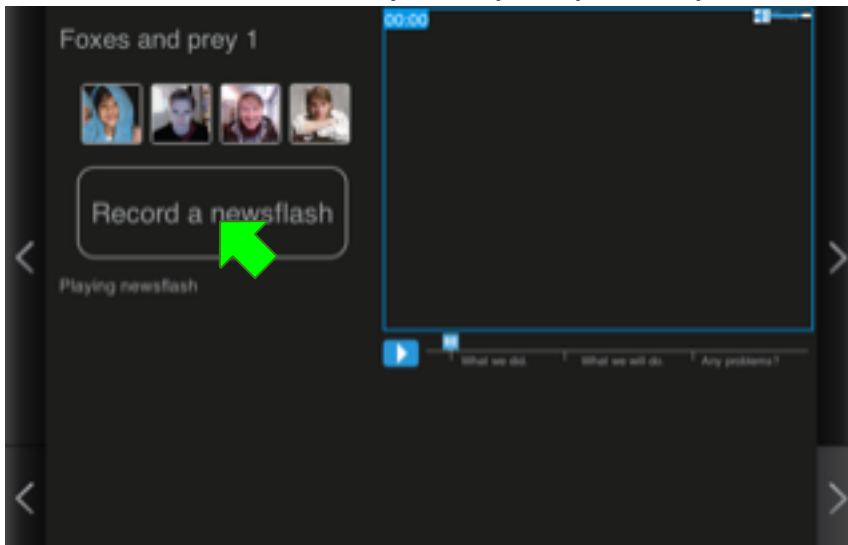 Foxes and prey 1
00:00
Record a newsflash
Playing newsflash
What we did.
What we will do.
Any problems?